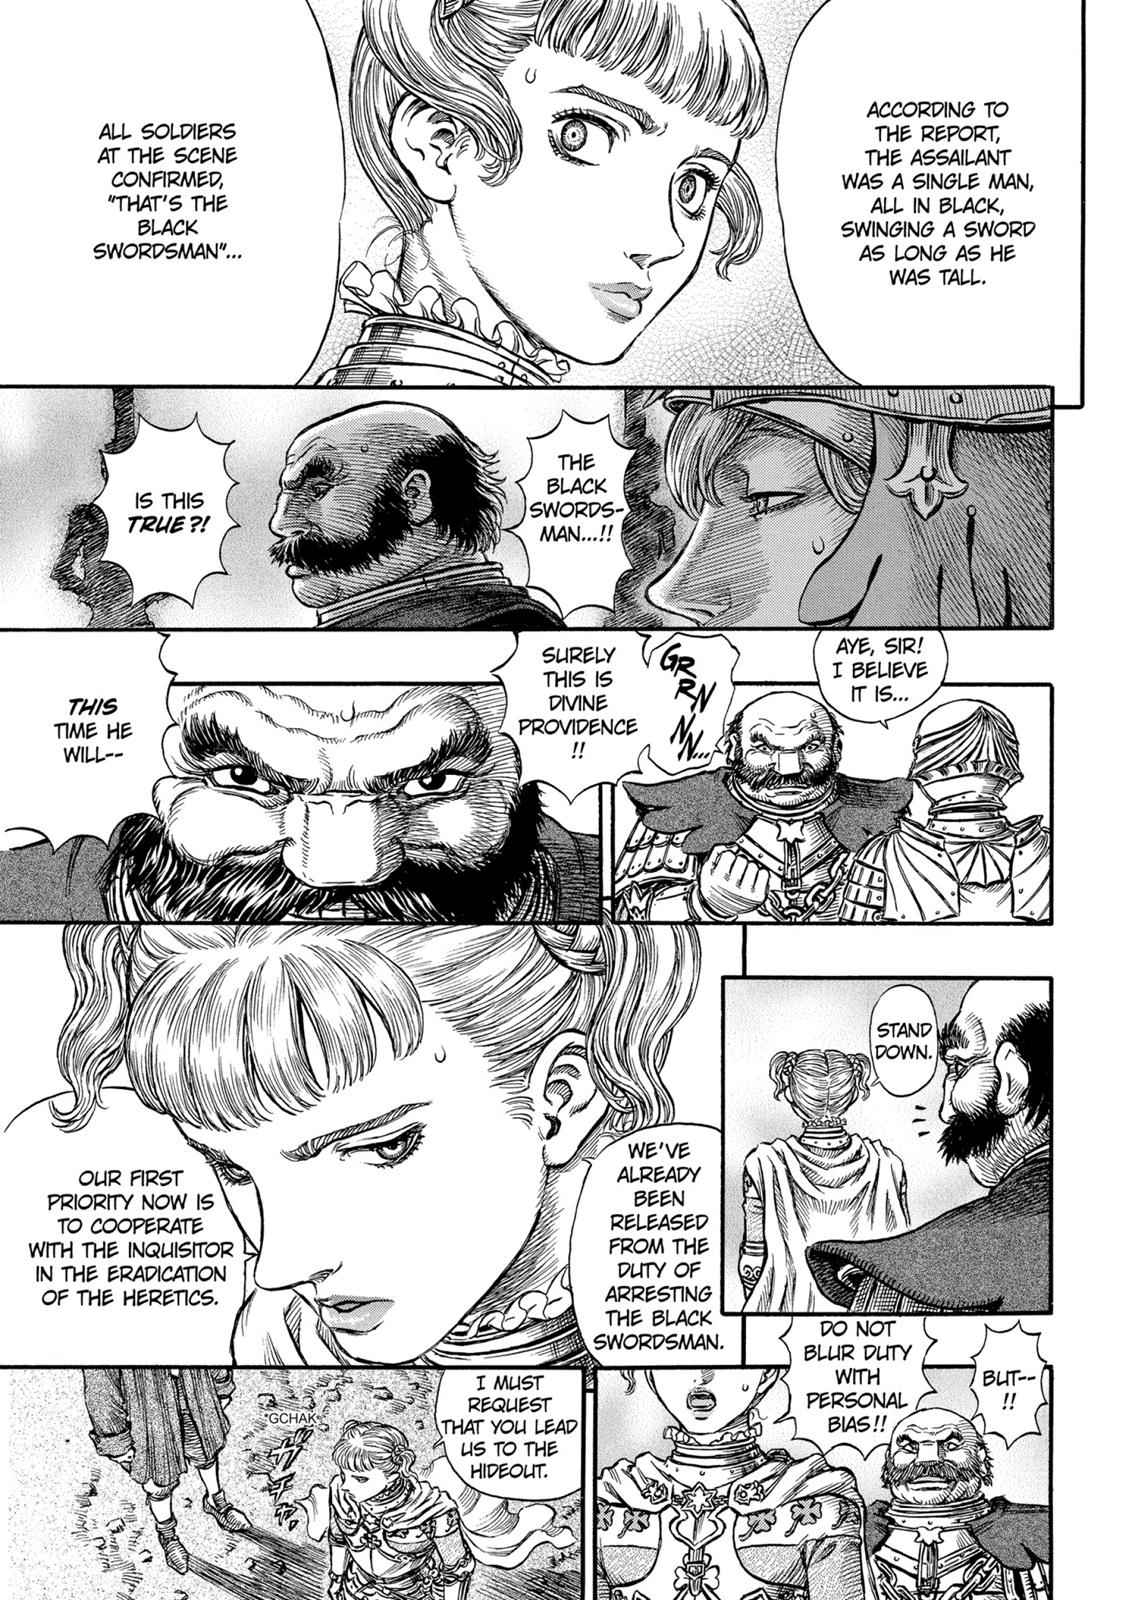 ACCORDING TO
THE REPORT,
THE ASSAILANT
WAS A SINGLE MAN,
ALL IN BLACK,
SWINGING A SWORD
AS LONG AS HE
WAS TALL.
ALL SOLDIERS
AT THE SCENE
CONFIRMED,
"THAT'S THE
BLACK
SWORDSMAN"...
THE
BLACK
SWORDS-
MAN...!!
IS THIS
TRUE?!
AYE, SIR!
I BELIEVE
IT IS...
GR
RN
NN...
SURELY
THIS IS
DIVINE
PROVIDENCE
!!
THIS
TIME HE
WILL--
STAND
DOWN.
WE'VE
ALREADY
BEEN
RELEASED
FROM THE
DUTY OF
ARRESTING
THE BLACK
SWORDSMAN.
OUR FIRST
PRIORITY NOW IS
TO COOPERATE
WITH THE INQUISITOR
IN THE ERADICATION
OF THE HERETICS.
BUT--
!!
DO NOT
BLUR DUTY
WITH
PERSONAL
BIAS!!
I MUST
REQUEST
THAT YOU LEAD
US TO THE
HIDEOUT.
*GCHAK